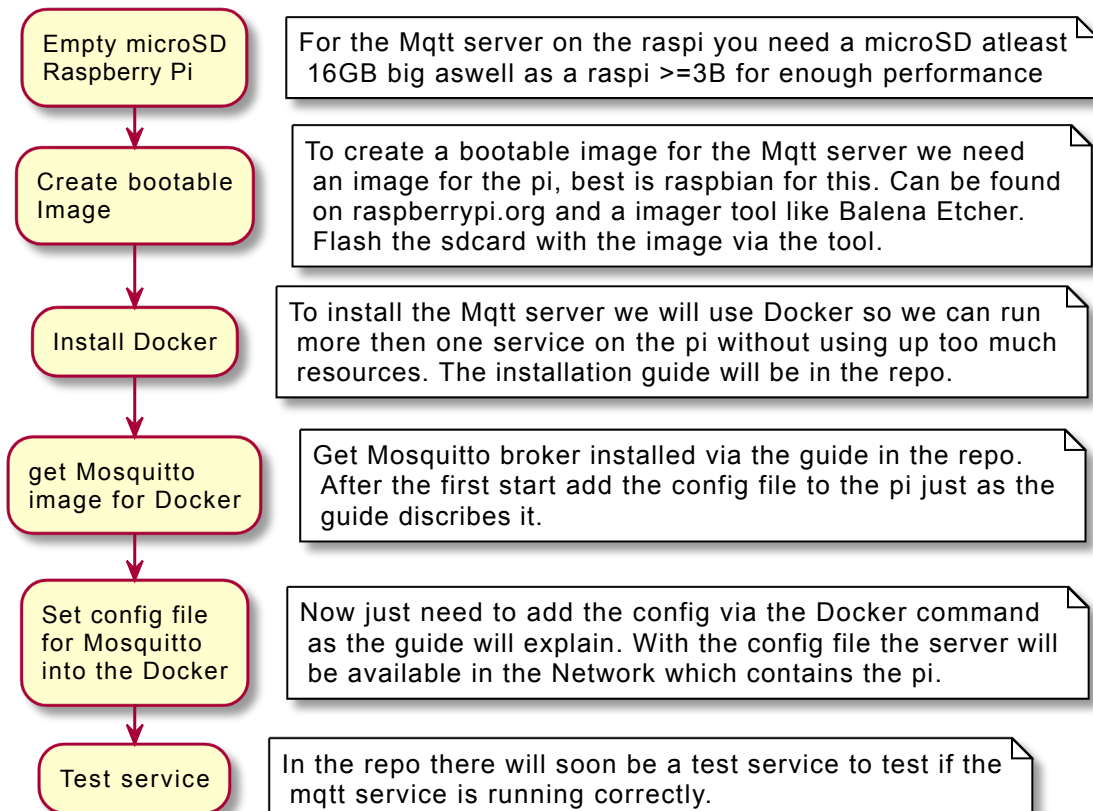 Empty microSD
Raspberry Pi
For the Mqtt server on the raspi you need a microSD atleast
16GB big aswell as a raspi >=3B for enough performance
Create bootable
Image
To create a bootable image for the Mqtt server we need
an image for the pi, best is raspbian for this. Can be found
on raspberrypi.org and a imager tool like Balena Etcher.
Flash the sdcard with the image via the tool.
Install Docker
To install the Mqtt server we will use Docker so we can run
more then one service on the pi without using up too much
resources. The installation guide will be in the repo.
get Mosquitto
image for Docker
Get Mosquitto broker installed via the guide in the repo.
After the first start add the config file to the pi just as the
guide discribes it.
Set config file
for Mosquitto
into the Docker
Now just need to add the config via the Docker command
as the guide will explain. With the config file the server will
be available in the Network which contains the pi.
Test service
In the repo there will soon be a test service to test if the
mqtt service is running correctly.